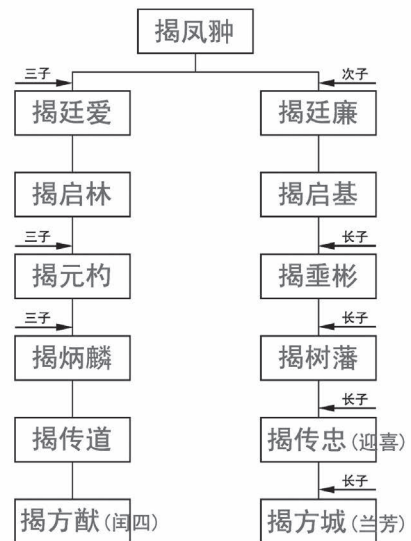 揭凤翀
三子 次子
揭廷爱 揭廷廉
揭启林 揭启基
三子 长子
揭元杓 揭垂彬
三子 长子
揭炳麟 揭树藩
长子
揭传道 揭传忠(迎喜)
长子
揭方猷(闰四) 揭方城(兰芳)